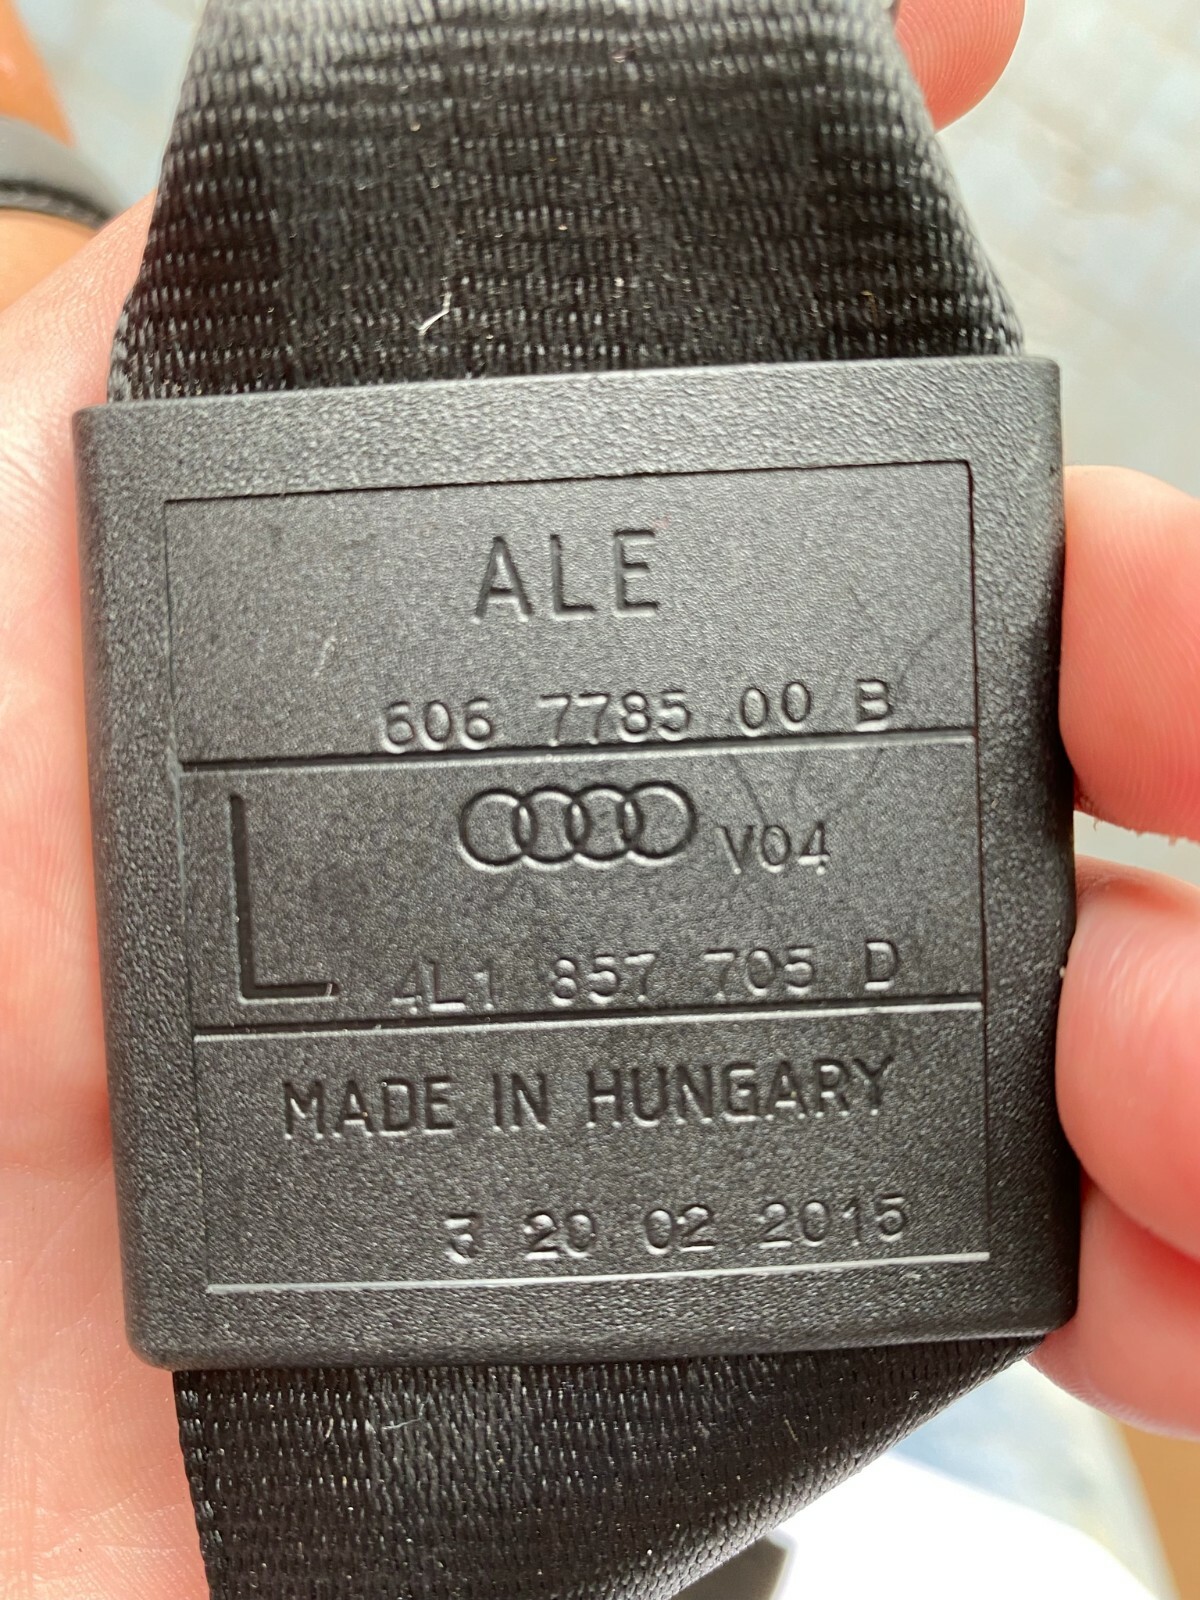 ALE
606 7785 00 B
V04
L 4L1 857 705 D
MADE IN HUNGARY
3 20 02 2015